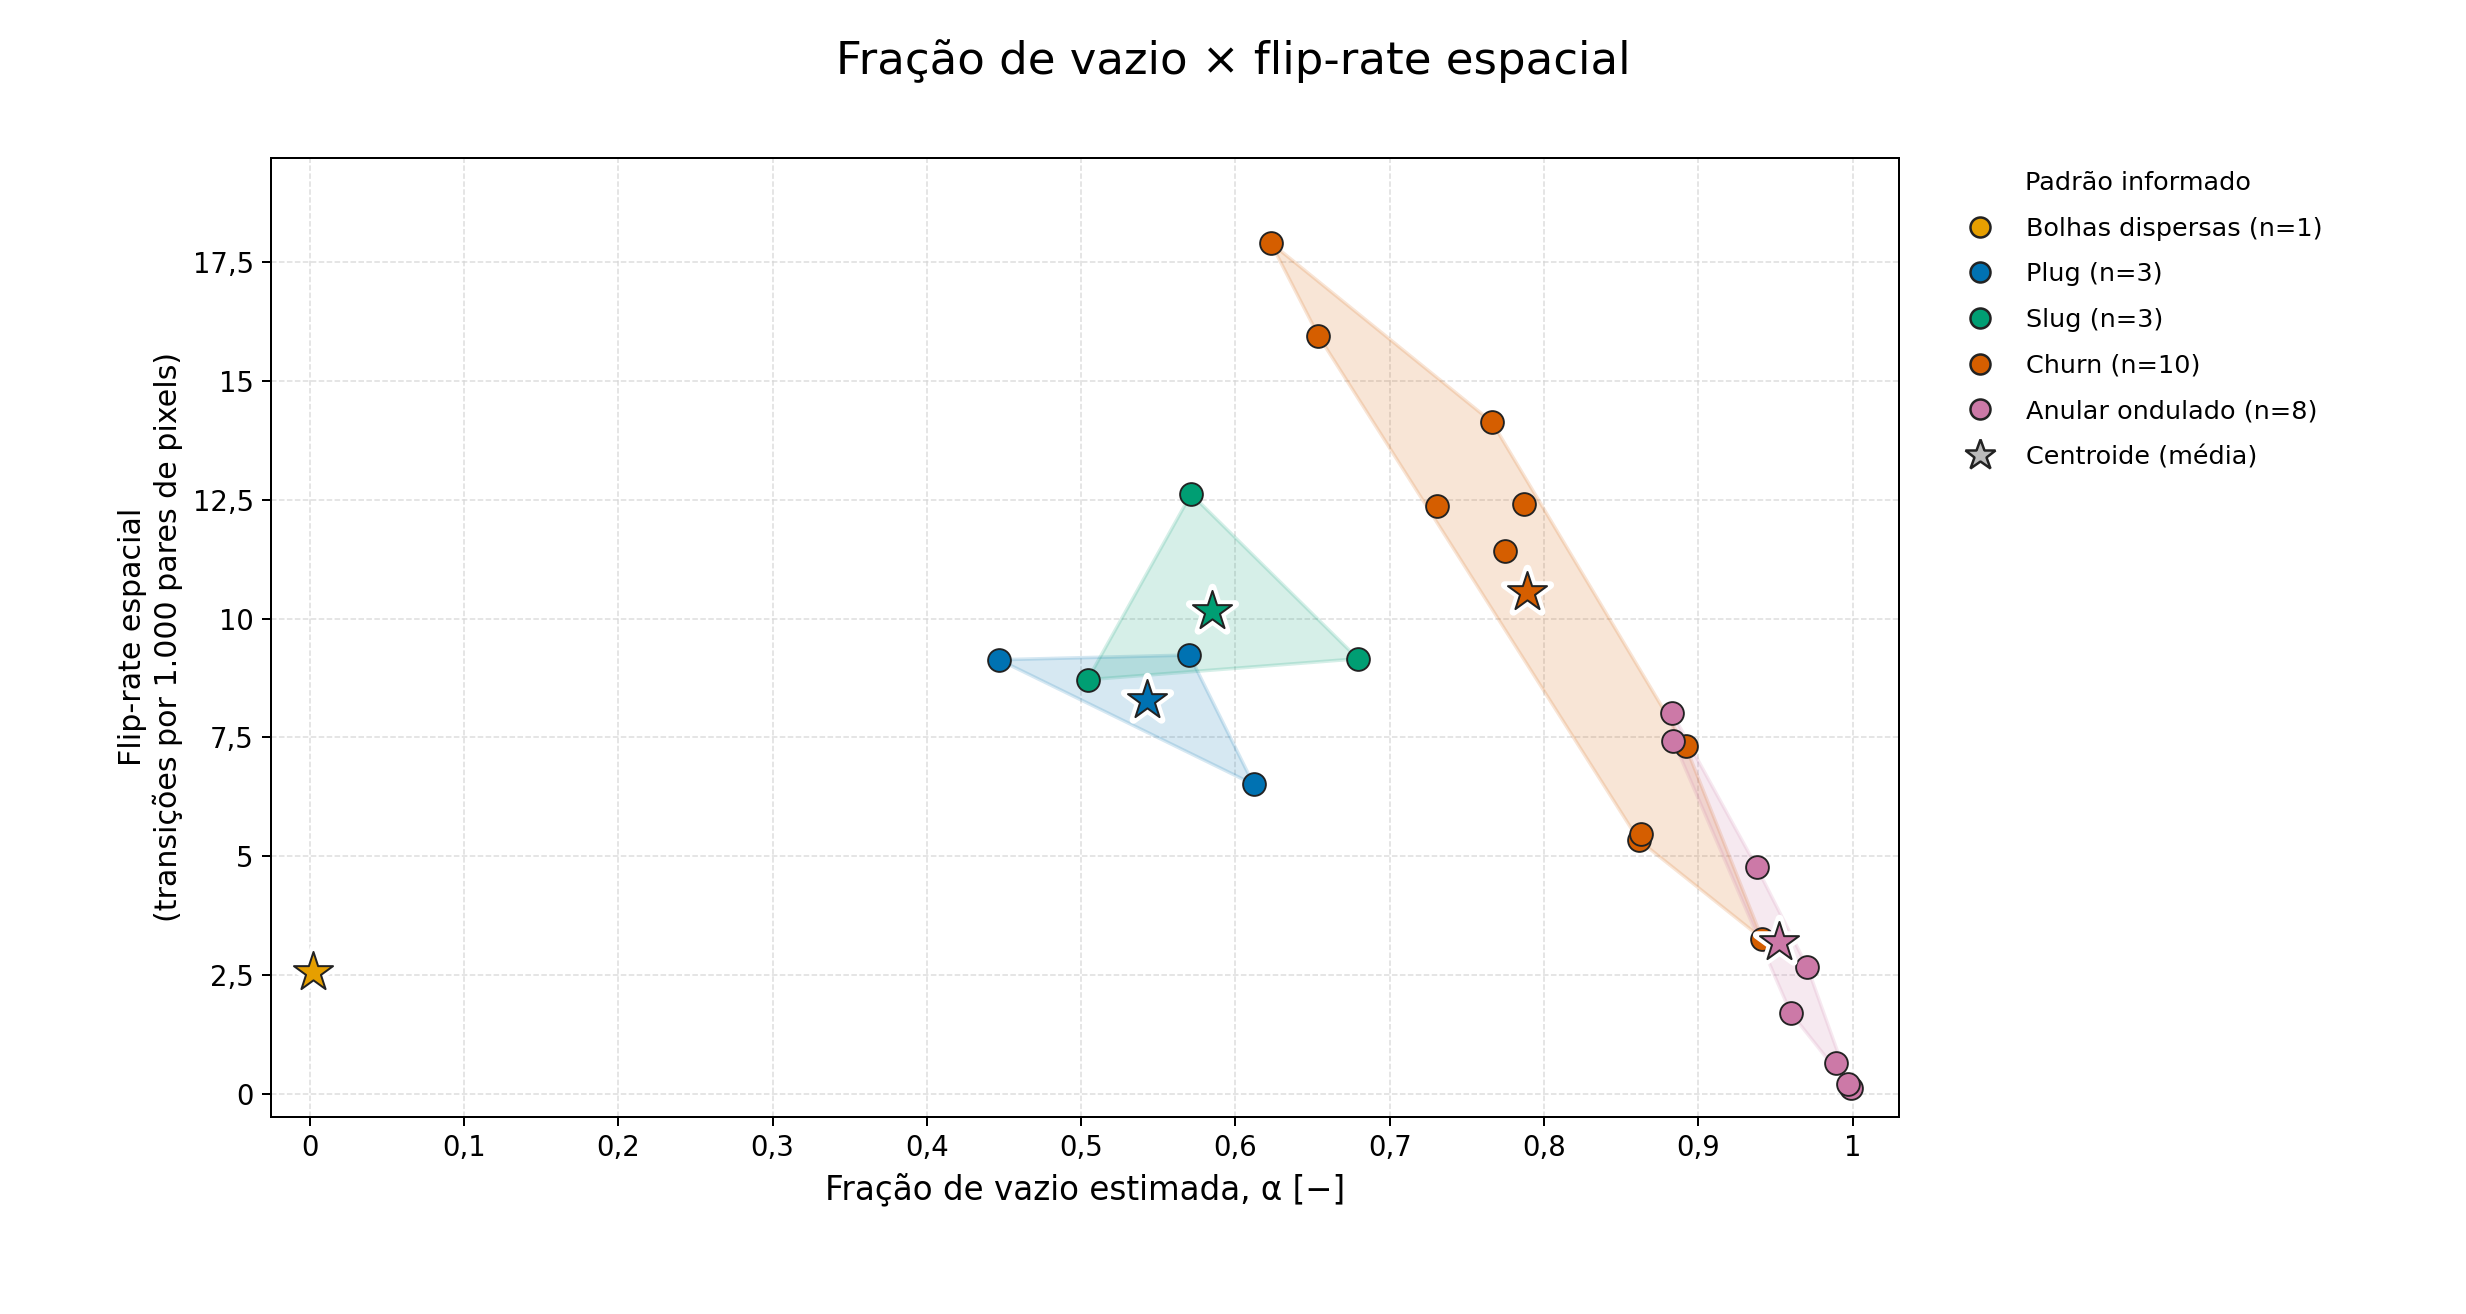 Fração de vazio × flip-rate espacial
Flip-rate espacial
(transições por 1.000 pares de pixels)
17,5
15
12,5
10
7,5
5
2,5
0
0
0,1
0,2
0,3
0,4
0,5
0,6
0,7
0,8
0,9
1
Fração de vazio estimada, α [−]
Padrão informado
Bolhas dispersas (n=1)
Plug (n=3)
Slug (n=3)
Churn (n=10)
Anular ondulado (n=8)
Centroide (média)